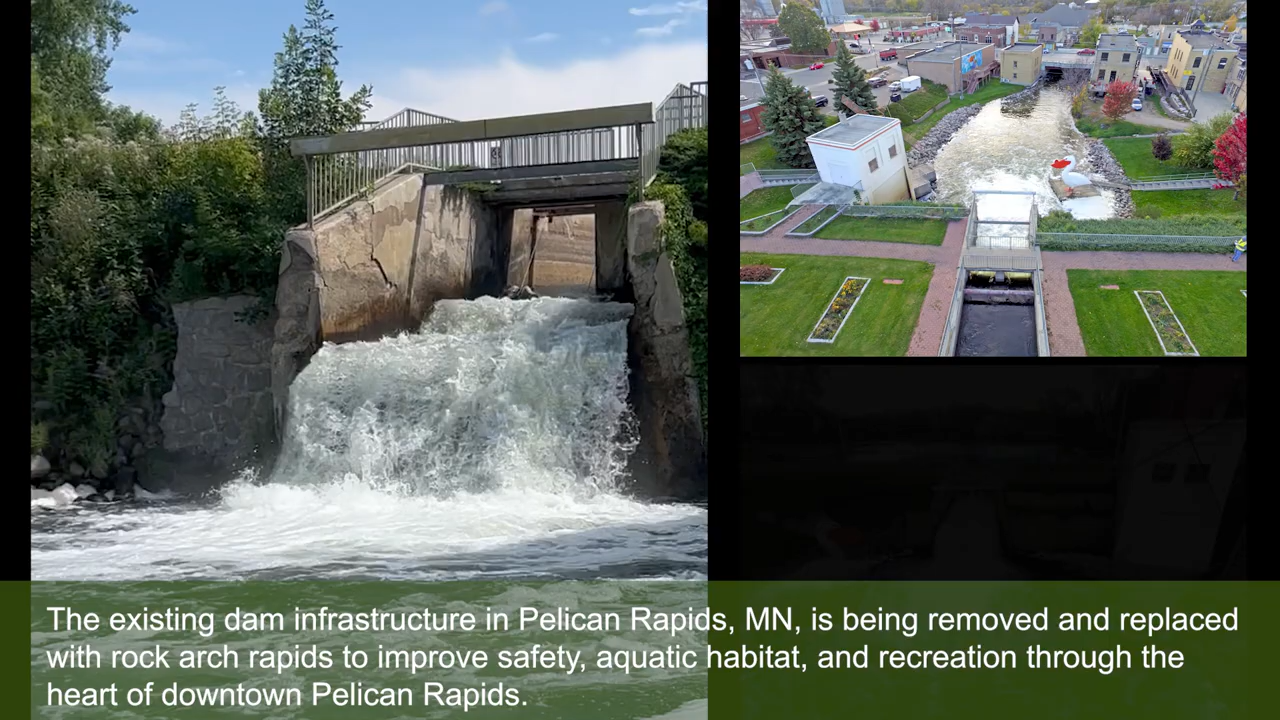 The existing dam infrastructure in Pelican Rapids, MN, is being removed and replaced
with rock arch rapids to improve safety, aquatic habitat, and recreation through the
heart of downtown Pelican Rapids.